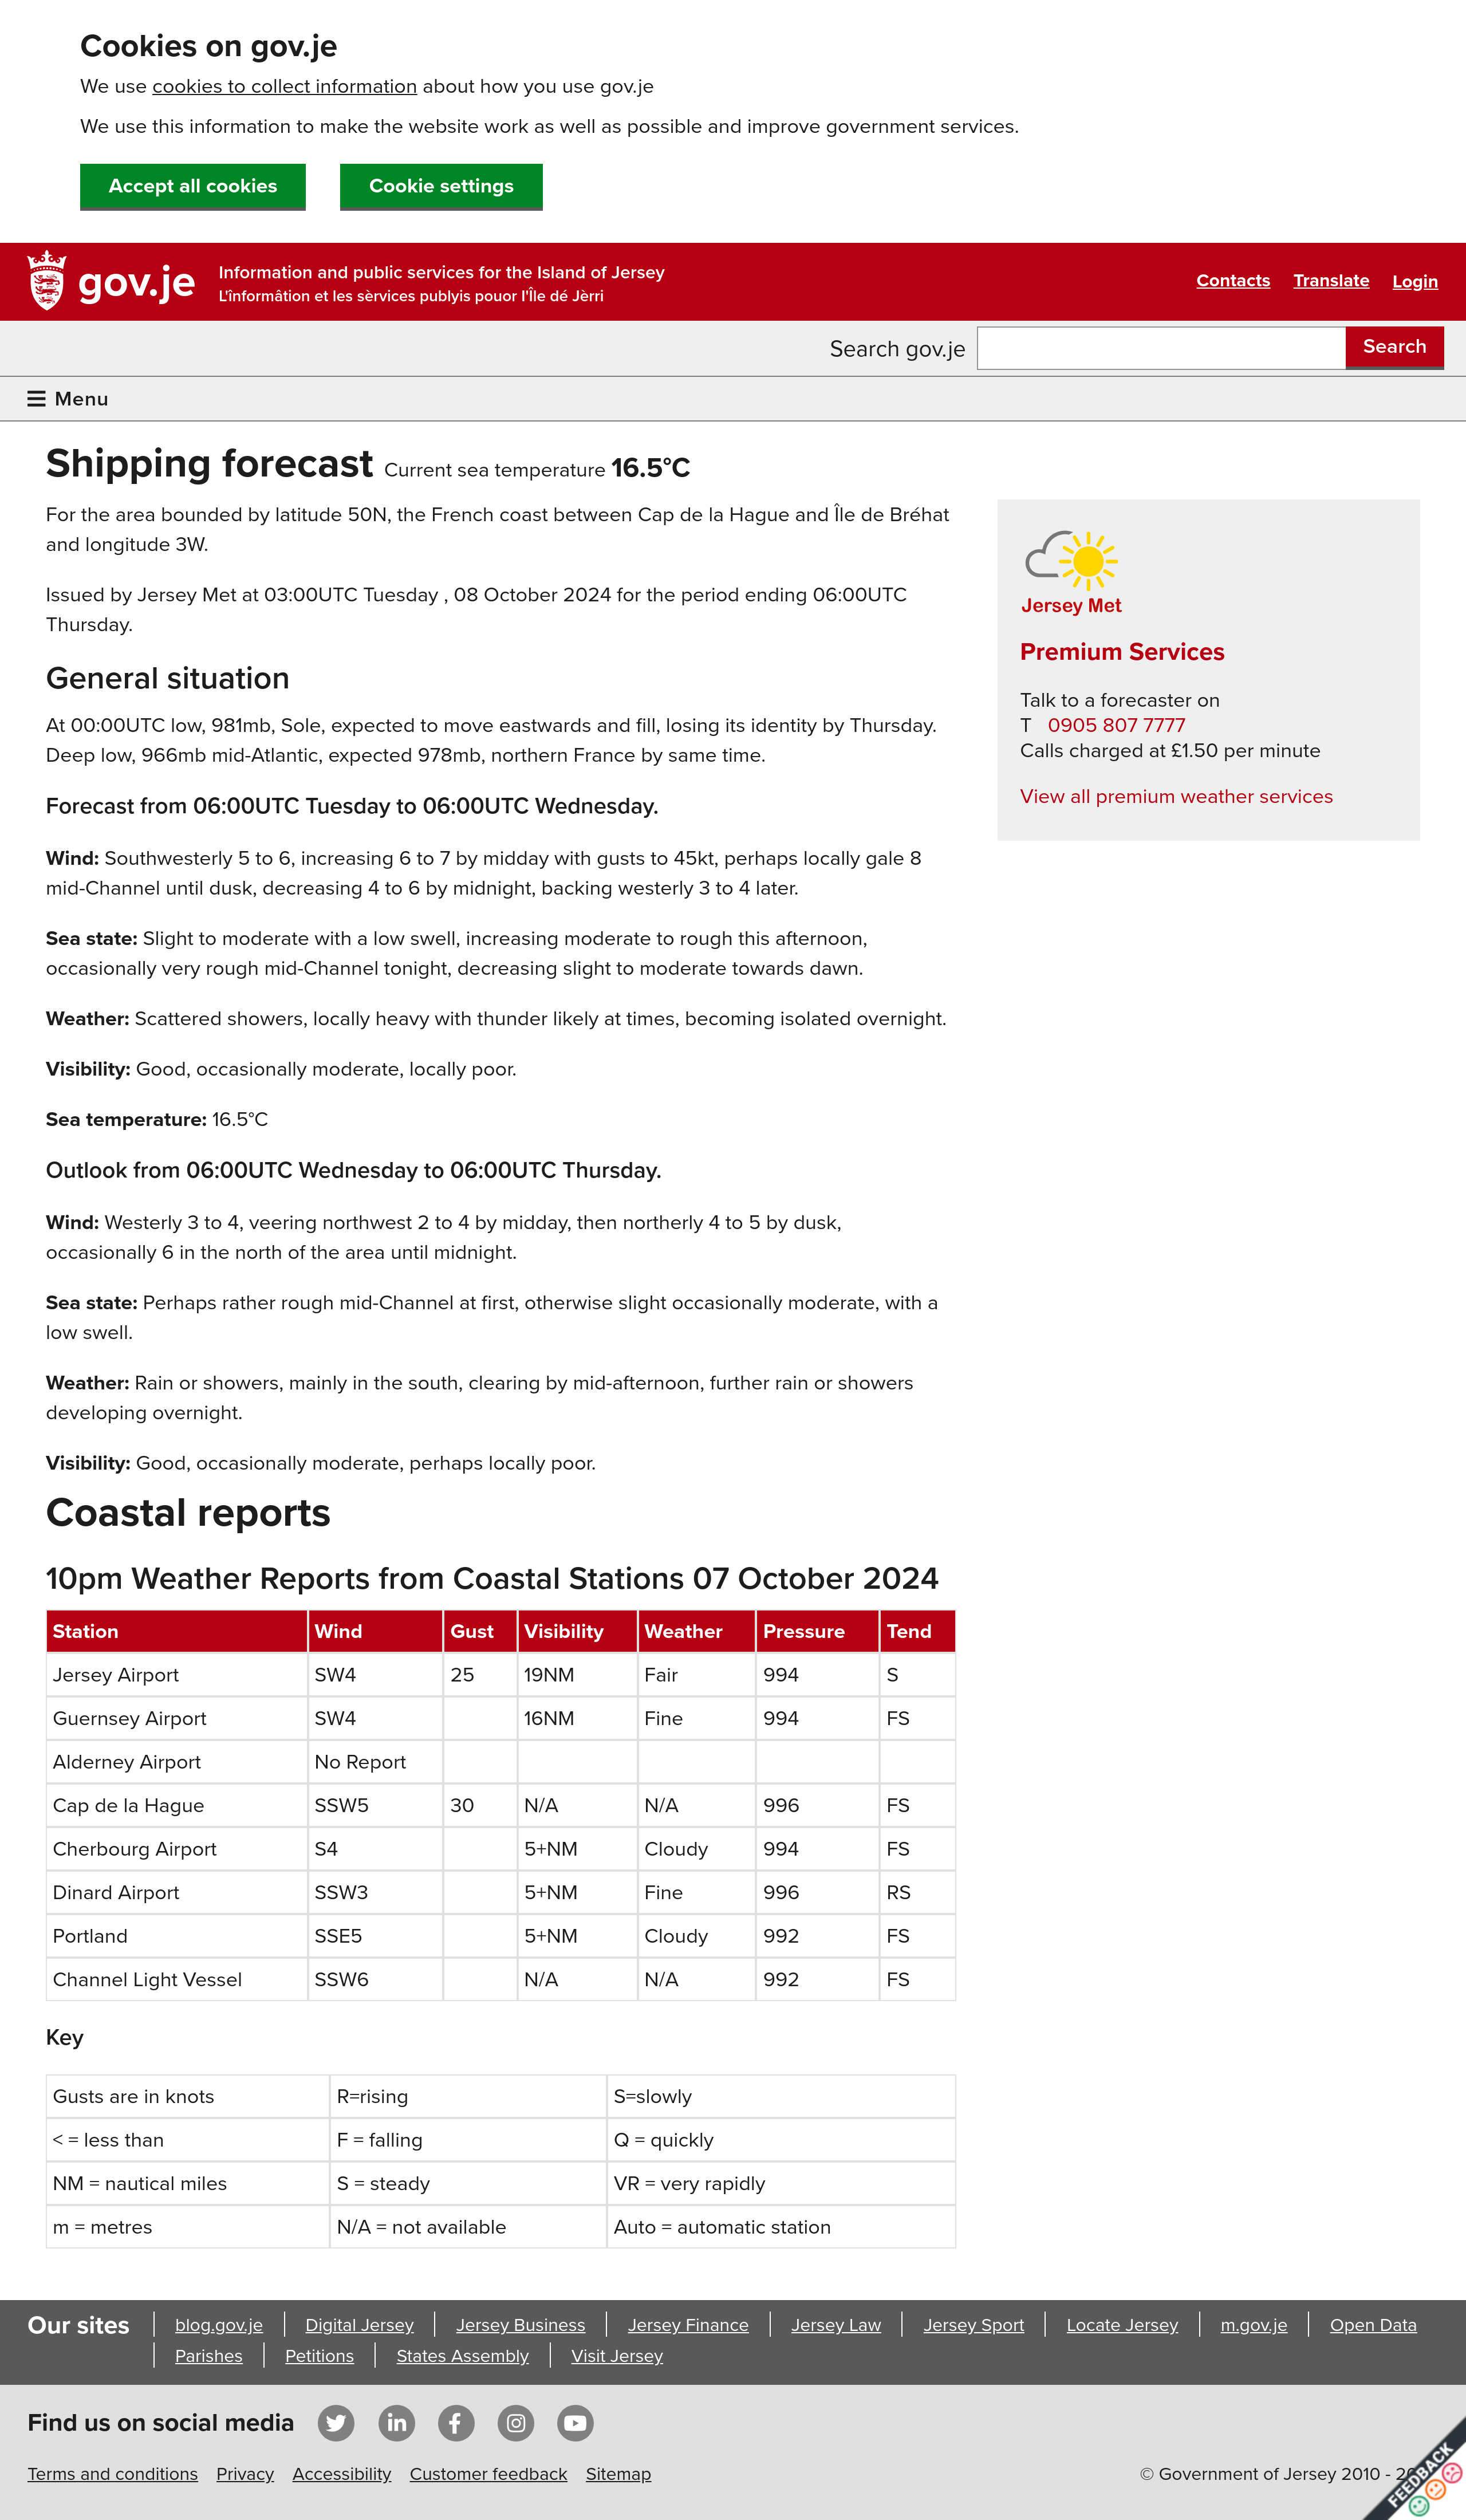 Cookies on gov.je
We use cookies to collect information about how you use gov.je
We use this information to make the website work as well as possible and improve government services.
Accept all cookies Cookie settings
gov.je
Information and public services for the Island of Jersey
L'înformâtion et les sèrvices publyis pouor I'Île dé Jèrri
Contacts Translate Login
Search gov.je Search
Menu
Shipping forecast Current sea temperature 16.5°C
For the area bounded by latitude 50N, the French coast between Cap de la Hague and Île de Bréhat
and longitude 3W.
Issued by Jersey Met at 03:00UTC Tuesday , 08 October 2024 for the period ending 06:00UTC
Thursday.
General situation
At 00:00UTC low, 981mb, Sole, expected to move eastwards and fill, losing its identity by Thursday.
Deep low, 966mb mid-Atlantic, expected 978mb, northern France by same time.
Forecast from 06:00UTC Tuesday to 06:00UTC Wednesday.
Wind: Southwesterly 5 to 6, increasing 6 to 7 by midday with gusts to 45kt, perhaps locally gale 8
mid-Channel until dusk, decreasing 4 to 6 by midnight, backing westerly 3 to 4 later.
Sea state: Slight to moderate with a low swell, increasing moderate to rough this afternoon,
occasionally very rough mid-Channel tonight, decreasing slight to moderate towards dawn.
Weather: Scattered showers, locally heavy with thunder likely at times, becoming isolated overnight.
Visibility: Good, occasionally moderate, locally poor.
Sea temperature: 16.5°C
Outlook from 06:00UTC Wednesday to 06:00UTC Thursday.
Wind: Westerly 3 to 4, veering northwest 2 to 4 by midday, then northerly 4 to 5 by dusk,
occasionally 6 in the north of the area until midnight.
Sea state: Perhaps rather rough mid-Channel at first, otherwise slight occasionally moderate, with a
low swell.
Weather: Rain or showers, mainly in the south, clearing by mid-afternoon, further rain or showers
developing overnight.
Visibility: Good, occasionally moderate, perhaps locally poor.
Jersey Met
Premium Services
Talk to a forecaster on
T 0905 807 7777
Calls charged at £1.50 per minute
View all premium weather services
Coastal reports
10pm Weather Reports from Coastal Stations 07 October 2024
Station Wind Gust Visibility Weather Pressure Tend
Jersey Airport SW4 25 19NM Fair 994 S
Guernsey Airport SW4 16NM Fine 994 FS
Alderney Airport No Report
Cap de la Hague SSW5 30 N/A N/A 996 FS
Cherbourg Airport S4 5+NM Cloudy 994 FS
Dinard Airport SSW3 5+NM Fine 996 RS
Portland SSE5 5+NM Cloudy 992 FS
Channel Light Vessel SSW6 N/A N/A 992 FS
Key
Gusts are in knots R=rising S=slowly
< = less than F = falling Q = quickly
NM = nautical miles S = steady VR = very rapidly
m = metres N/A = not available Auto = automatic station
Our sites blog.gov.je Digital Jersey Jersey Business Jersey Finance Jersey Law Jersey Sport Locate Jersey m.gov.je Open Data
Parishes Petitions States Assembly Visit Jersey
Find us on social media
Terms and conditions Privacy Accessibility Customer feedback Sitemap
© Government of Jersey 2010 -
FEEDBACK